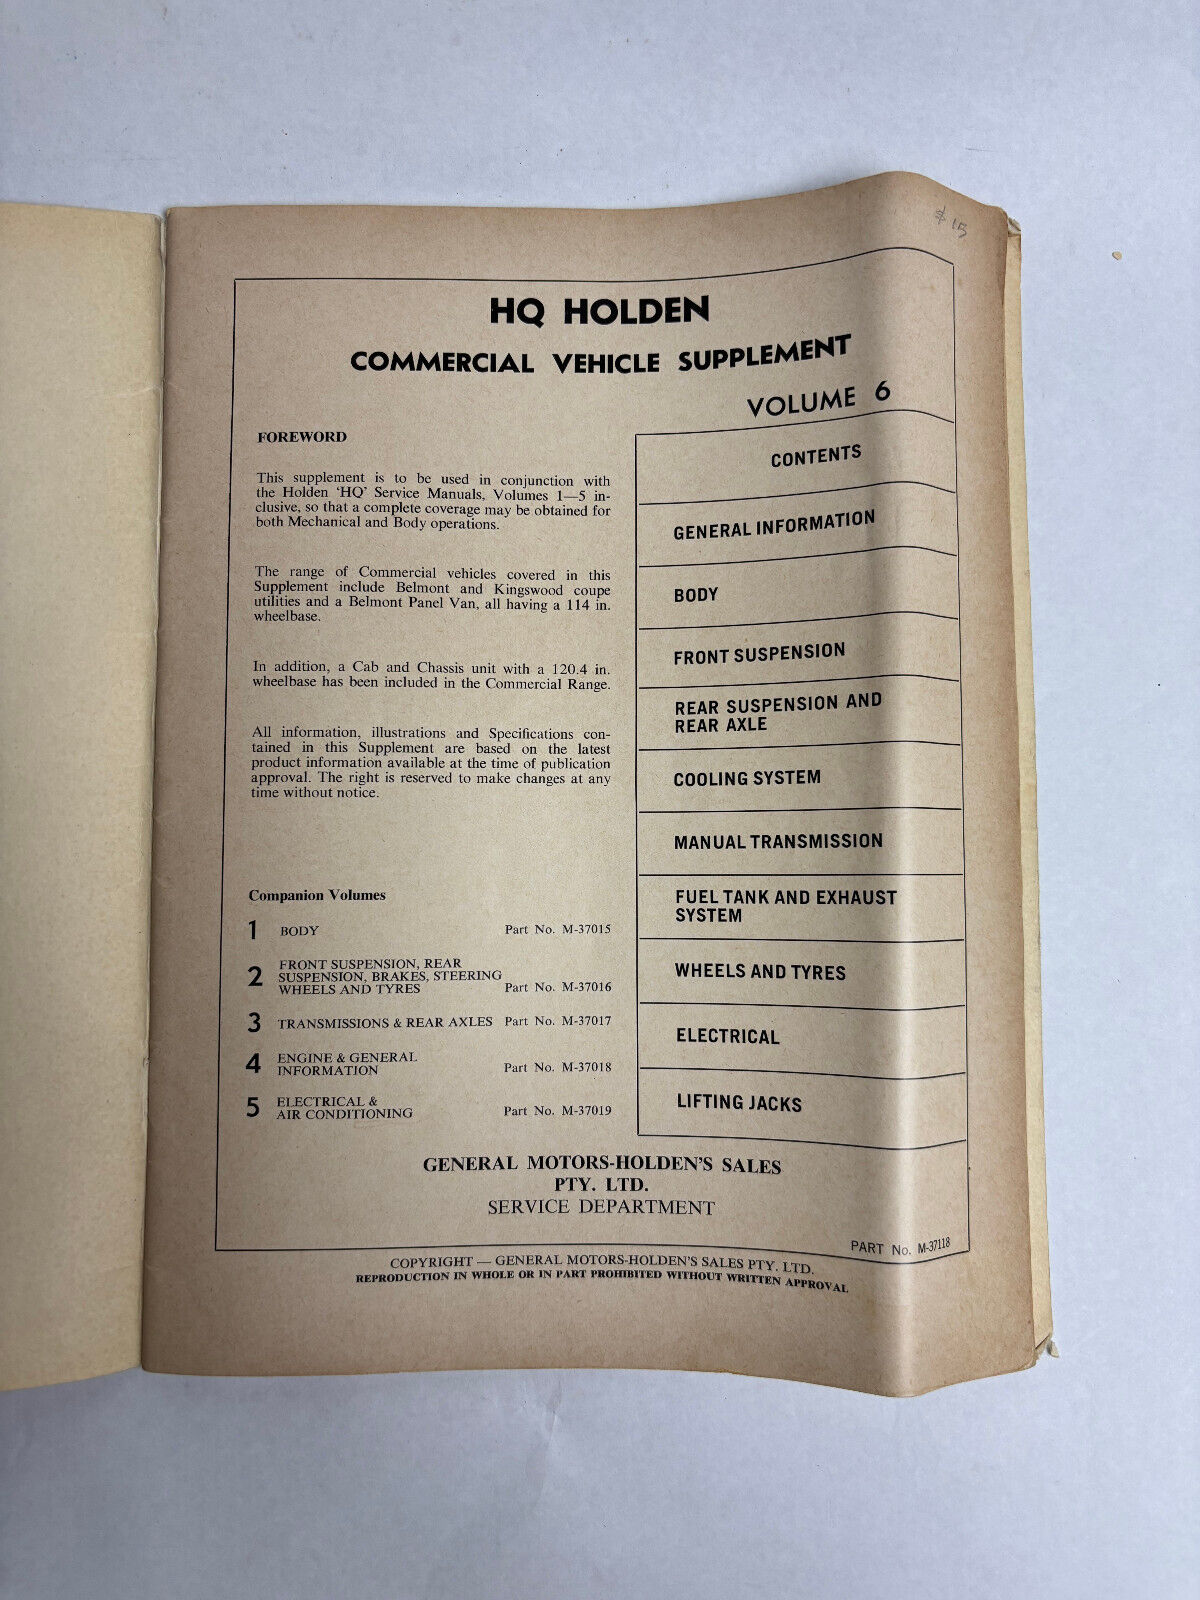 $15
HQ HOLDEN
COMMERCIAL VEHICLE SUPPLEMENT
VOLUME 6
FOREWORD
This supplement is to be used in conjunction with
the Holden 'HQ' Service Manuals, Volumes 1—5 in-
clusive, so that a complete coverage may be obtained for
both Mechanical and Body operations.
The range of Commercial vehicles covered in this
Supplement include Belmont and Kingswood coupe
utilities and a Belmont Panel Van, all having a 114 in.
wheelbase.
In addition, a Cab and Chassis unit with a 120.4 in.
wheelbase has been included in the Commercial Range.
All information, illustrations and Specifications con-
tained in this Supplement are based on the latest
product information available at the time of publication
approval. The right is reserved to make changes at any
time without notice.
Companion Volumes
1 BODY Part No. M-37015
2 FRONT SUSPENSION, REAR
SUSPENSION, BRAKES, STEERING
WHEELS AND TYRES Part No. M-37016
3 TRANSMISSIONS & REAR AXLES Part No. M-37017
4 ENGINE & GENERAL
INFORMATION Part No. M-37018
5 ELECTRICAL &
AIR CONDITIONING Part No. M-37019
CONTENTS
GENERAL INFORMATION
BODY
FRONT SUSPENSION
REAR SUSPENSION AND
REAR AXLE
COOLING SYSTEM
MANUAL TRANSMISSION
FUEL TANK AND EXHAUST
SYSTEM
WHEELS AND TYRES
ELECTRICAL
LIFTING JACKS
GENERAL MOTORS-HOLDEN'S SALES
PTY. LTD.
SERVICE DEPARTMENT
PART No. M-37118
COPYRIGHT — GENERAL MOTORS-HOLDEN'S SALES PTY. LTD.
REPRODUCTION IN WHOLE OR IN PART PROHIBITED WITHOUT WRITTEN APPROVAL